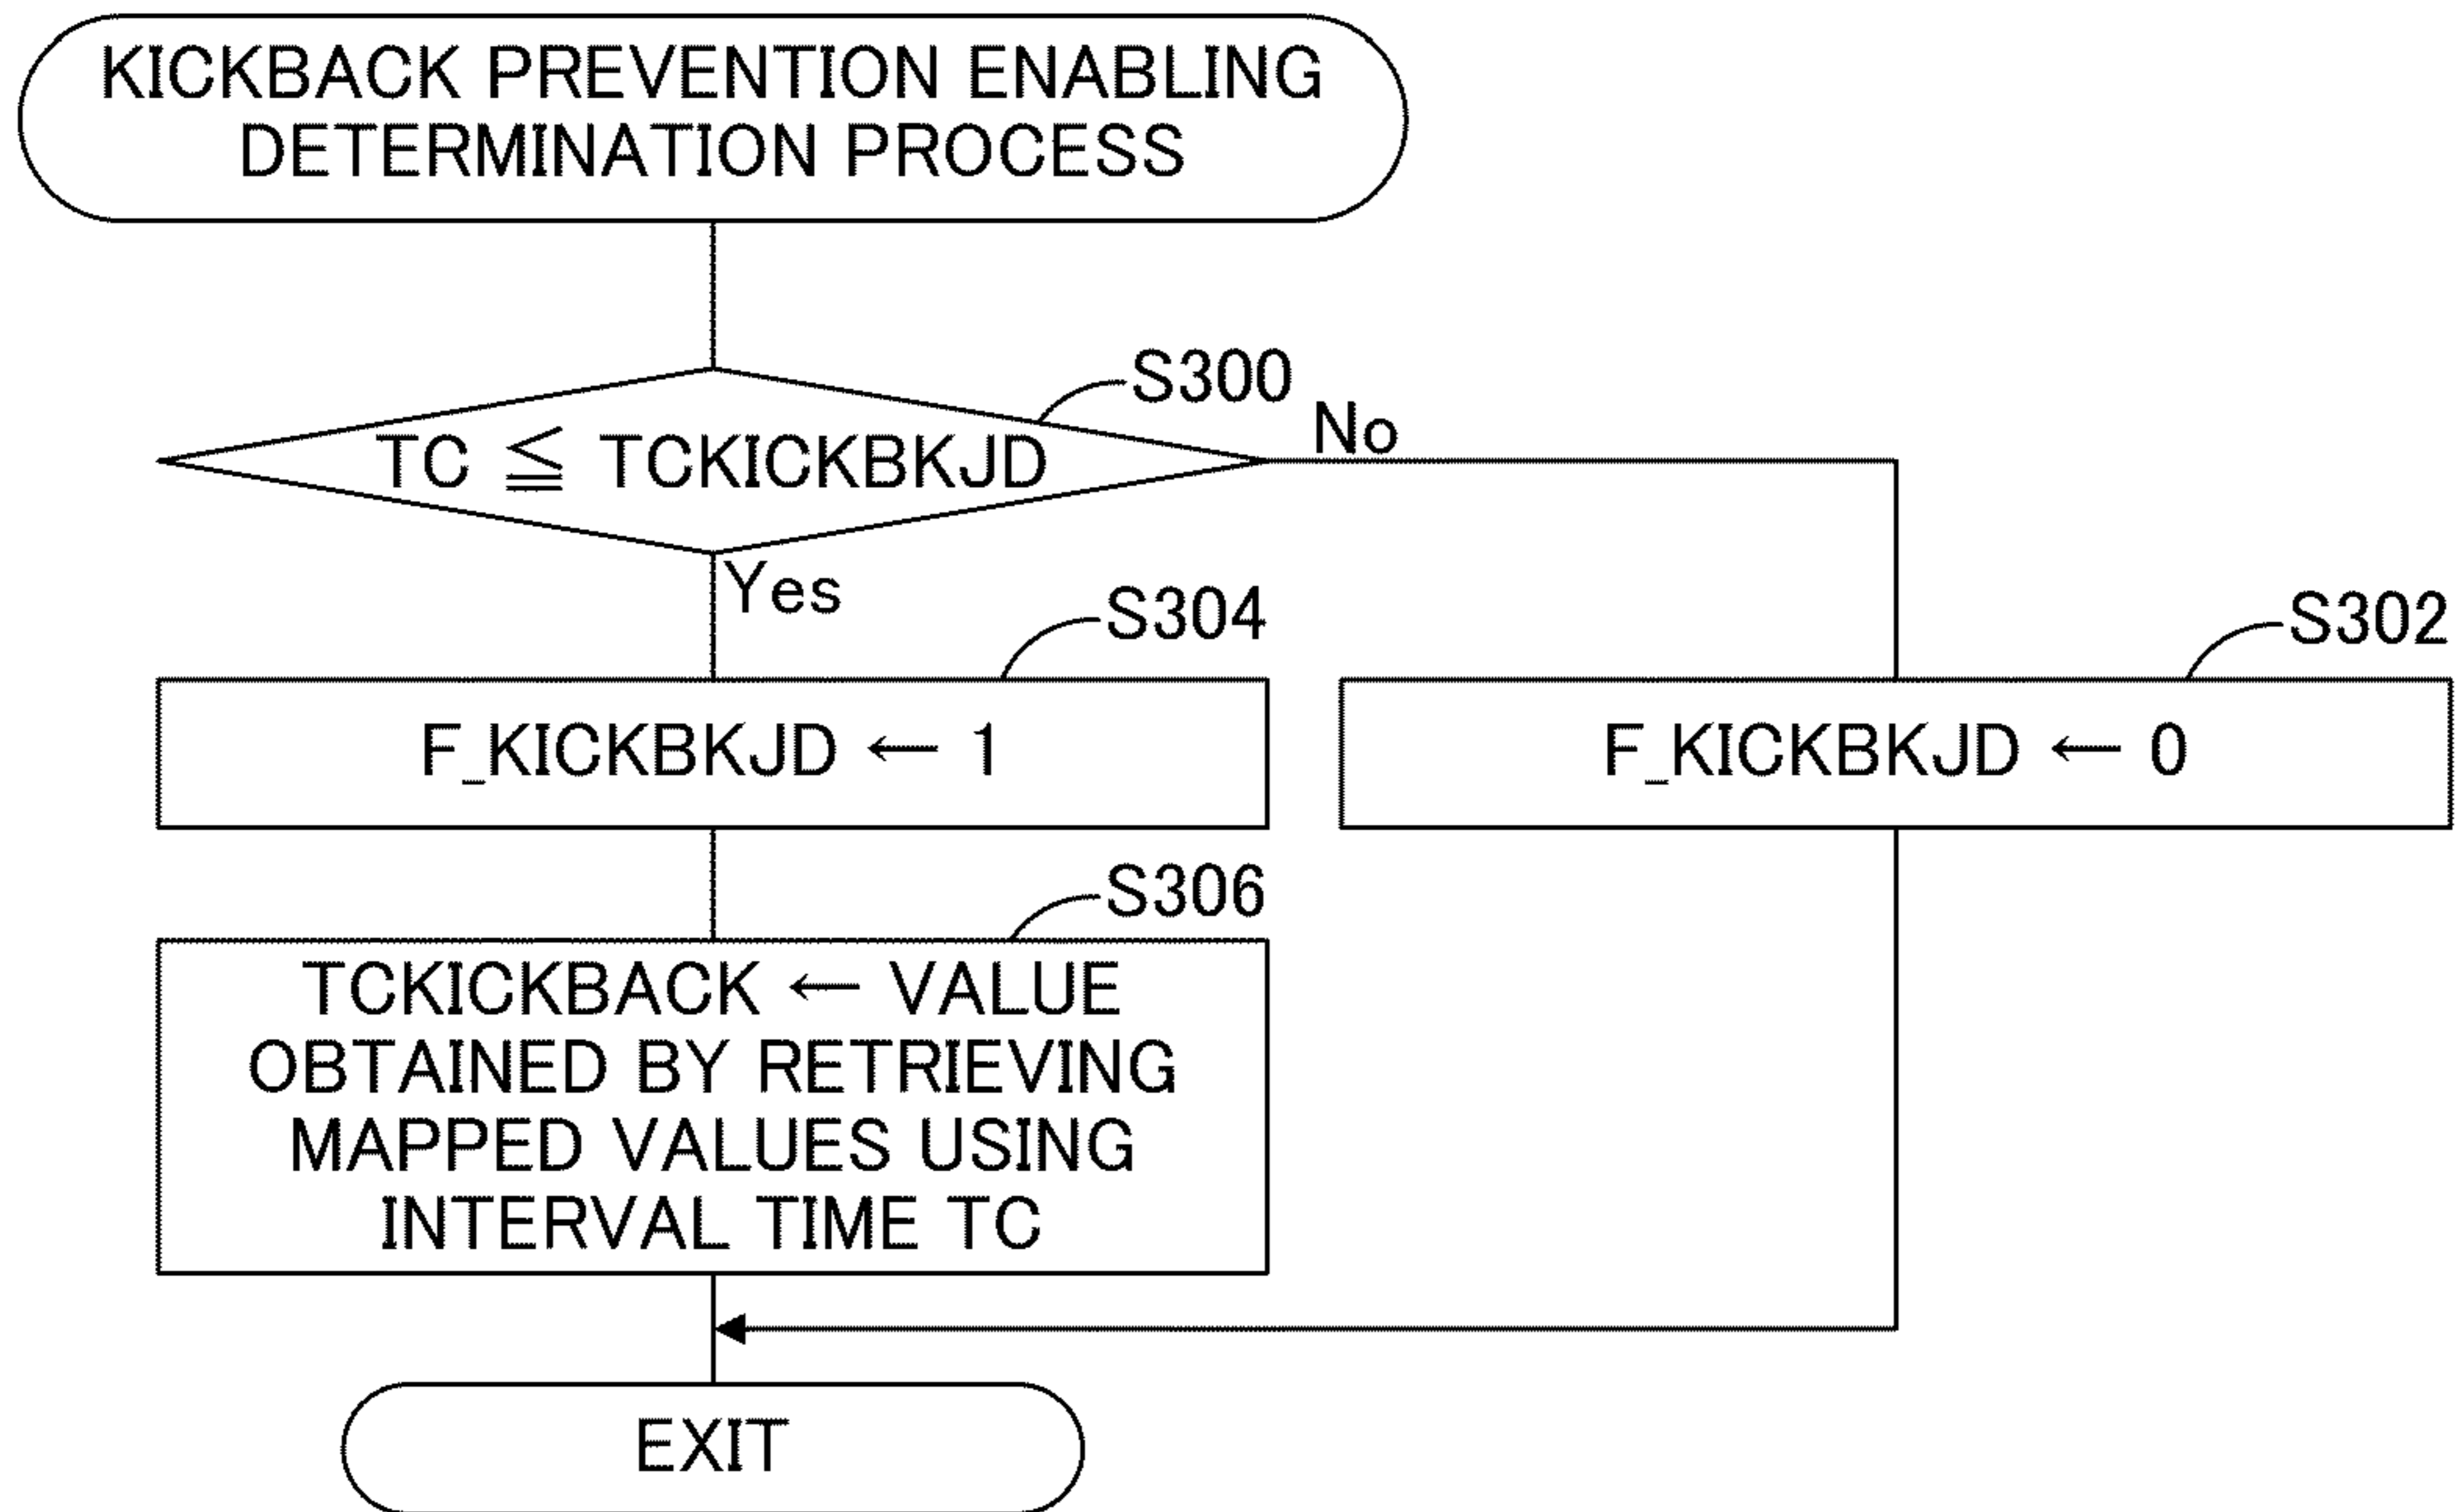 KICKBACK PREVENTION ENABLING
DETERMINATION PROCESS
S300
TC ≦ TCKICKBKJD
No
Yes
S304
S302
F_KICKBKJD ← 1
F_KICKBKJD ← 0
S306
TCKICKBACK ← VALUE
OBTAINED BY RETRIEVING
MAPPED VALUES USING
INTERVAL TIME TC
EXIT